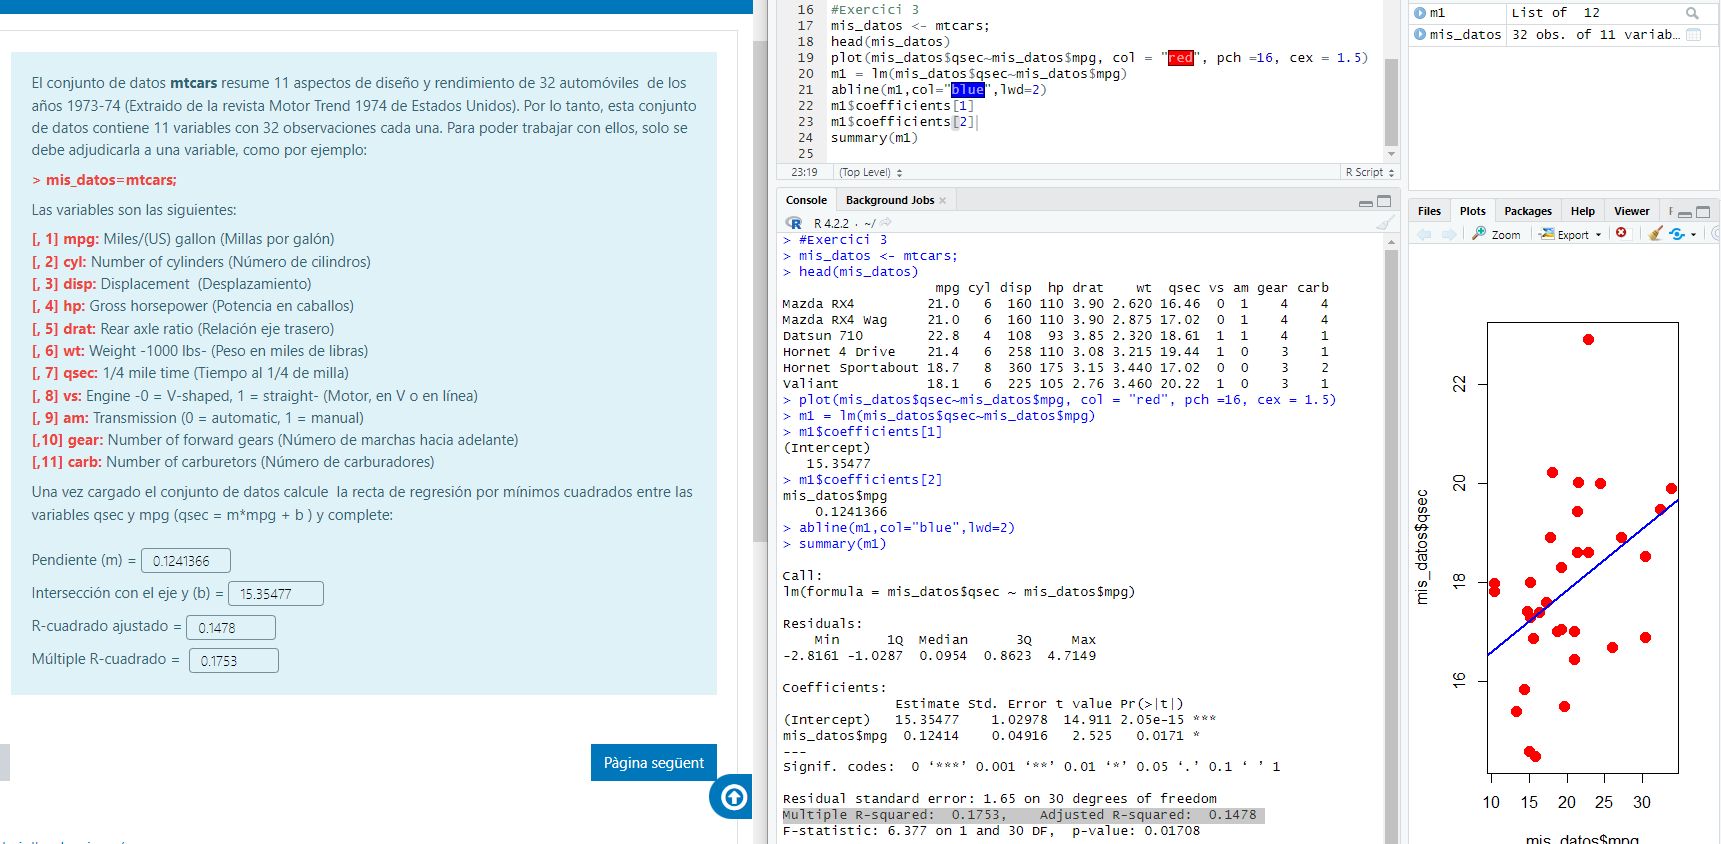 El conjunto de datos mtcars resume 11 aspectos de diseño y rendimiento de 32 automóviles de los
años 1973-74 (Extraido de la revista Motor Trend 1974 de Estados Unidos). Por lo tanto, esta conjunto
de datos contiene 11 variables con 32 observaciones cada una. Para poder trabajar con ellos, solo se
debe adjudicarla a una variable, como por ejemplo:
> mis_datos=mtcars;
Las variables son las siguientes:
[, 1] mpg: Miles/(US) gallon (Millas por galón)
[, 2] cyl: Number of cylinders (Número de cilindros)
[, 3] disp: Displacement (Desplazamiento)
[, 4] hp: Gross horsepower (Potencia en caballos)
[, 5] drat: Rear axle ratio (Relación eje trasero)
[, 6] wt: Weight -1000 lbs- (Peso en miles de libras)
[, 7] qsec: 1/4 mile time (Tiempo al 1/4 de milla)
[, 8] vs: Engine -0 = V-shaped, 1 = straight- (Motor, en V o en línea)
[, 9] am: Transmission (0 = automatic, 1 = manual)
[,10] gear: Number of forward gears (Número de marchas hacia adelante)
[,11] carb: Number of carburetors (Número de carburadores)
Una vez cargado el conjunto de datos calcule la recta de regresión por mínimos cuadrados entre las
variables qsec y mpg (qsec = m*mpg + b ) y complete:
Pendiente (m) = 0.1241366
Intersección con el eje y (b) = 15.35477
R-cuadrado ajustado = 0.1478
Múltiple R-cuadrado = 0.1753
Pàgina següent
16 #Exercici 3
17 mis_datos <- mtcars;
18 head(mis_datos)
19 plot(mis_datos$qsec~mis_datos$mpg, col = "red", pch =16, cex = 1.5)
20 m1 = lm(mis_datos$qsec~mis_datos$mpg)
21 abline(m1,col="blue",lwd=2)
22 m1$coefficients[1]
23 m1$coefficients[2]
24 summary(m1)
25
23:19 (Top Level) R Script
Console Background Jobs
R 4.2.2 · ~/
> #Exercici 3
> mis_datos <- mtcars;
> head(mis_datos)
mpg cyl disp hp drat wt qsec vs am gear carb
Mazda RX4 21.0 6 160 110 3.90 2.620 16.46 0 1 4 4
Mazda RX4 Wag 21.0 6 160 110 3.90 2.875 17.02 0 1 4 4
Datsun 710 22.8 4 108 93 3.85 2.320 18.61 1 1 4 1
Hornet 4 Drive 21.4 6 258 110 3.08 3.215 19.44 1 0 3 1
Hornet Sportabout 18.7 8 360 175 3.15 3.440 17.02 0 0 3 2
Valiant 18.1 6 225 105 2.76 3.460 20.22 1 0 3 1
> plot(mis_datos$qsec~mis_datos$mpg, col = "red", pch =16, cex = 1.5)
> m1 = lm(mis_datos$qsec~mis_datos$mpg)
> m1$coefficients[1]
(Intercept)
15.35477
> m1$coefficients[2]
mis_datos$mpg
0.1241366
> abline(m1,col="blue",lwd=2)
> summary(m1)
Call:
lm(formula = mis_datos$qsec ~ mis_datos$mpg)
Residuals:
Min 1Q Median 3Q Max
-2.8161 -1.0287 0.0954 0.8623 4.7149
Coefficients:
Estimate Std. Error t value Pr(>|t|)
(Intercept) 15.35477 1.02978 14.911 2.05e-15 ***
mis_datos$mpg 0.12414 0.04916 2.525 0.0171 *
---
Signif. codes: 0 ‘***’ 0.001 ‘**’ 0.01 ‘*’ 0.05 ‘.’ 0.1 ‘ ’ 1
Residual standard error: 1.65 on 30 degrees of freedom
Multiple R-squared: 0.1753, Adjusted R-squared: 0.1478
F-statistic: 6.377 on 1 and 30 DF, p-value: 0.01708
m1 List of 12
mis_datos 32 obs. of 11 variab…
Files Plots Packages Help Viewer
Zoom Export
22
20
18
16
mis_datos$qsec
10 15 20 25 30
mis_datos$mpg